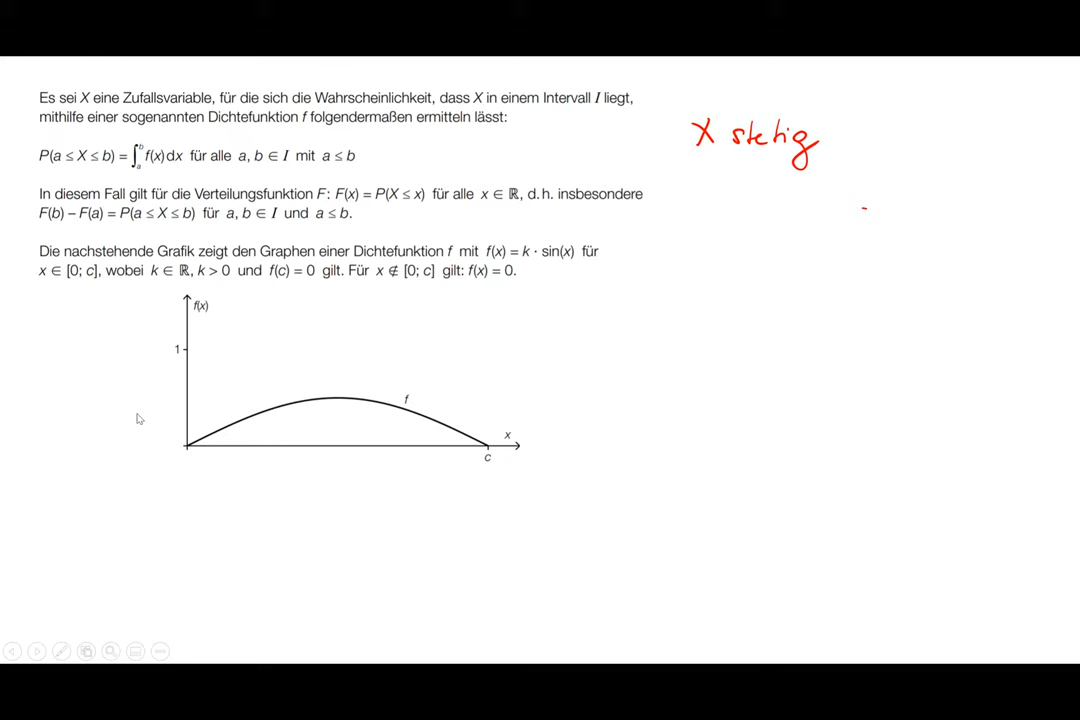 Es sei X eine Zufallsvariable, für die sich die Wahrscheinlichkeit, dass X in einem Intervall I liegt,
mithilfe einer sogenannten Dichtefunktion f folgendermaßen ermitteln lässt:
X stetig
P(a ≤ X ≤ b) = ∫_a^b f(x) dx für alle a, b ∈ I mit a ≤ b
In diesem Fall gilt für die Verteilungsfunktion F: F(x) = P(X ≤ x) für alle x ∈ ℝ, d. h. insbesondere
F(b) – F(a) = P(a ≤ X ≤ b) für a, b ∈ I und a ≤ b.
Die nachstehende Grafik zeigt den Graphen einer Dichtefunktion f mit f(x) = k · sin(x) für
x ∈ [0; c], wobei k ∈ ℝ, k > 0 und f(c) = 0 gilt. Für x ∉ [0; c] gilt: f(x) = 0.
f(x)
1
f
x
c